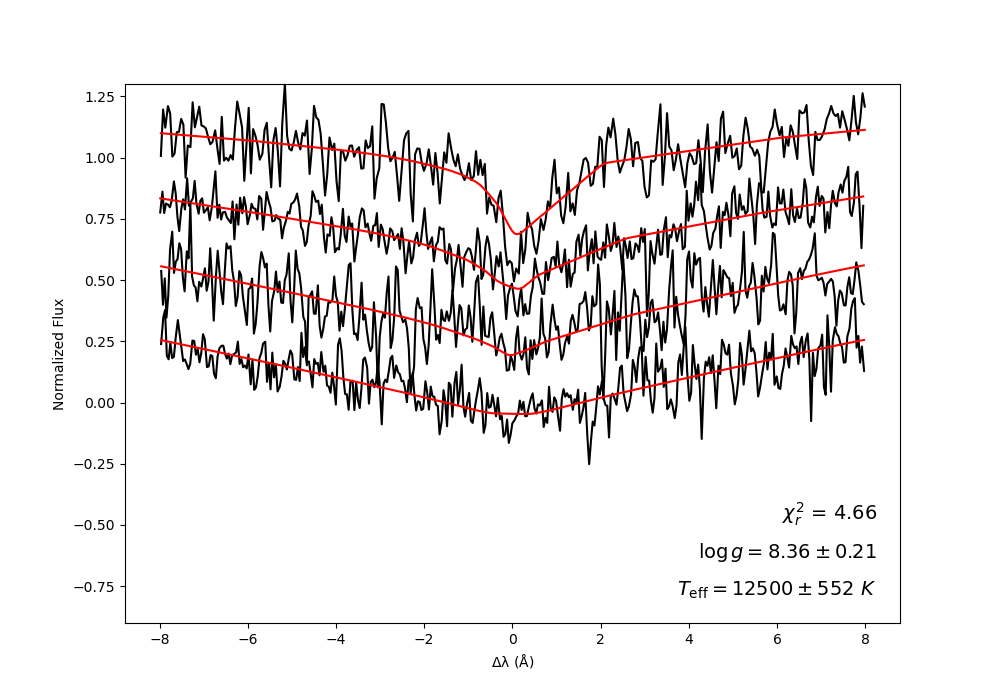 1.25
1.00
0.75
0.50
0.25
0.00
−0.25
−0.50
−0.75
Normalized Flux
χ²ᵣ = 4.66
log g = 8.36 ± 0.21
T_eff = 12500 ± 552 K
−8 −6 −4 −2 0 2 4 6 8
Δλ (Å)